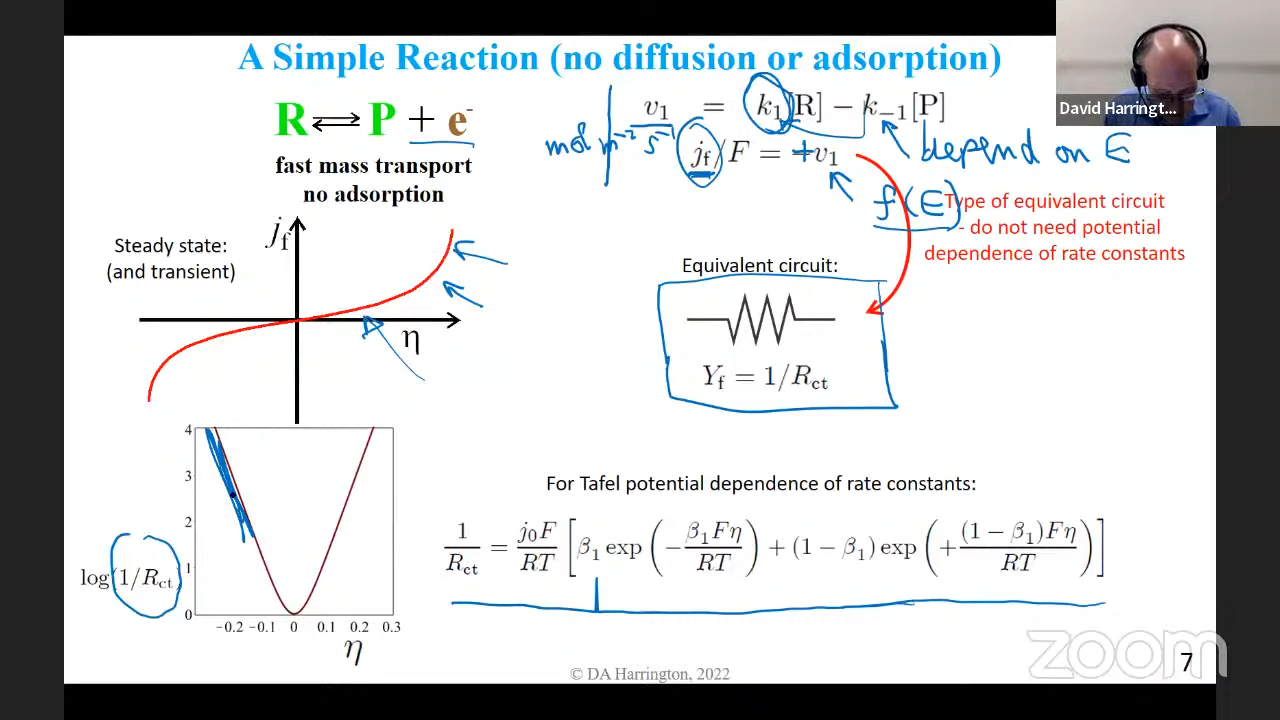 A Simple Reaction (no diffusion or adsorption)
R ⇌ P + e⁻
fast mass transport
no adsorption
v₁ = k₁[R] − k₋₁[P]
mol m⁻² s⁻¹
j_f/F = +v₁
depend on E
f(E)
David Harringt...
Type of equivalent circuit
- do not need potential
dependence of rate constants
Steady state:
(and transient)
j_f
η
Equivalent circuit:
Y_f = 1/R_ct
4
3
2
1
0
log(1/R_ct)
−0.2 −0.1 0 0.1 0.2 0.3
η
For Tafel potential dependence of rate constants:
1/R_ct = j₀F/RT [β₁ exp(−β₁Fη/RT) + (1 − β₁) exp(+(1 − β₁)Fη/RT)]
zoom
© DA Harrington, 2022
7